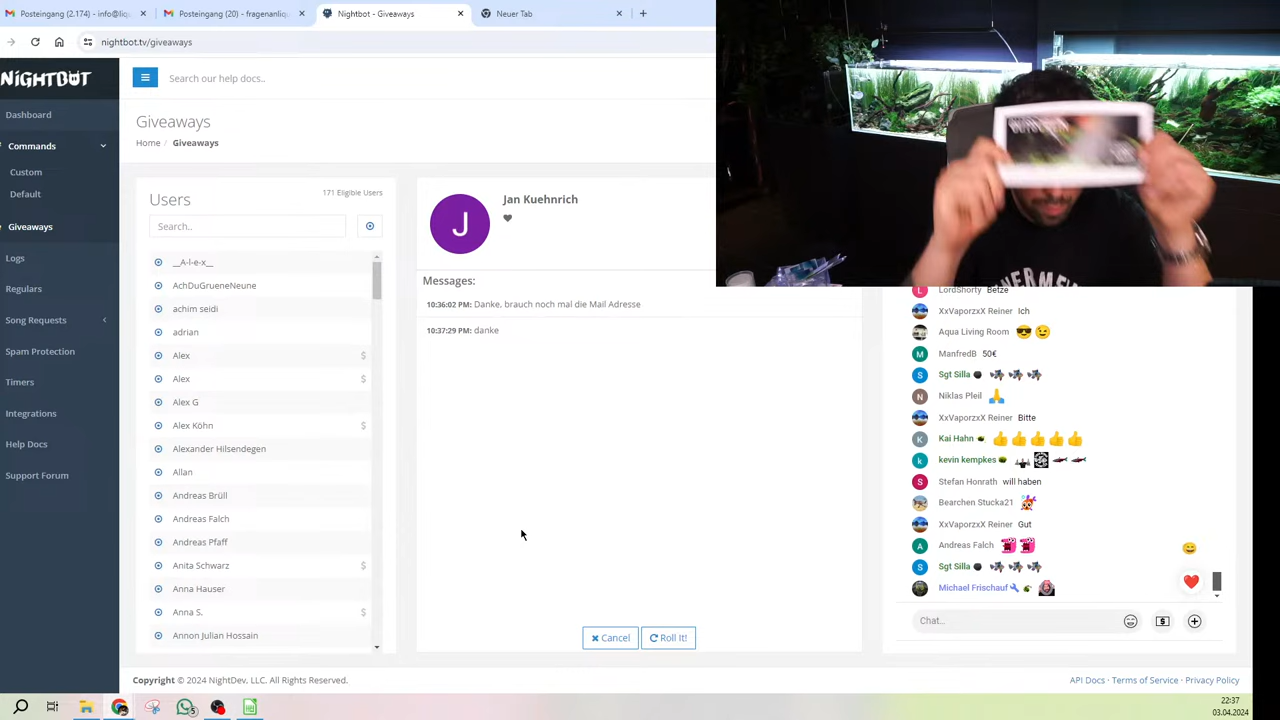 Posteingang (2.174) - info@liqu
Posteingang (20) - fragenanliqu
Nightbot - Giveaways
Neuer Tab
nightbot.tv/giveaways
NiGHTBOT
Search our help docs..
Dashboard
Commands
Custom
Default
Giveaways
Logs
Regulars
Song Requests
Spam Protection
Timers
Integrations
Help Docs
Support Forum
Giveaways
Home / Giveaways
Users
171 Eligible Users
Search..
__A-l-e-x__
AchDuGrueneNeune
achim seidi
adrian
Alex $
Alex $
Alex G
Alex Köhn $
Alexander Hilsendegen
Allan
Andreas Brüll
Andreas Falch
Andreas Pfaff
Anita Schwarz $
Anna Hauser
Anna S. $
Annon Julian Hossain
J
Jan Kuehnrich
Messages:
10:36:02 PM: Danke, brauch noch mal die Mail Adresse
10:37:29 PM: danke
Cancel
Roll It!
LordShorty Befze
XxVaporzxX Reiner Ich
Aqua Living Room
M ManfredB 50€
S Sgt Silla
N Niklas Pleil
XxVaporzxX Reiner Bitte
K Kai Hahn
k kevin kempkes
S Stefan Honrath will haben
Bearchen Stucka21
XxVaporzxX Reiner Gut
A Andreas Falch
S Sgt Silla
Michael Frischauf
Chat...
Copyright © 2024 NightDev, LLC. All Rights Reserved.
API Docs · Terms of Service · Privacy Policy
5
22:37
03.04.2024